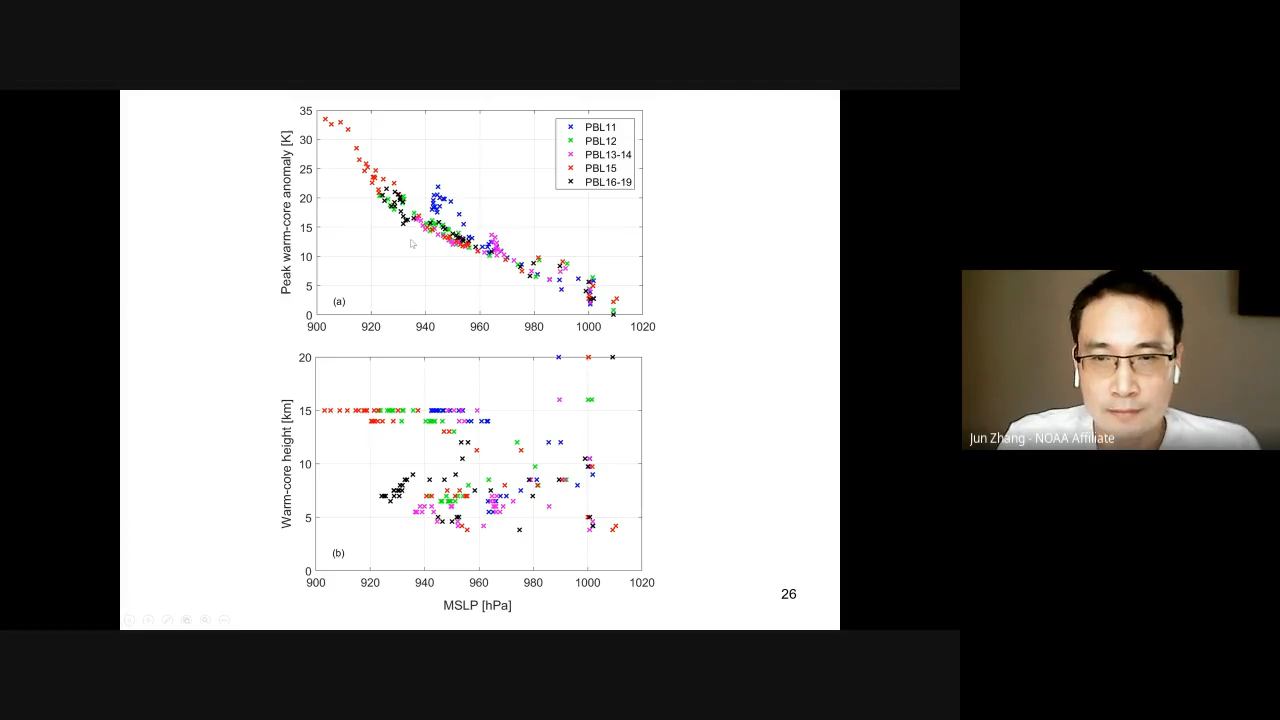 35
30
25
20
15
10
5
0
Peak warm-core anomaly [K]
PBL11
PBL12
PBL13-14
PBL15
PBL16-19
(a)
900 920 940 960 980 1000 1020
20
15
10
5
0
Warm-core height [km]
(b)
900 920 940 960 980 1000 1020
MSLP [hPa]
26
Jun Zhang - NOAA Affiliate